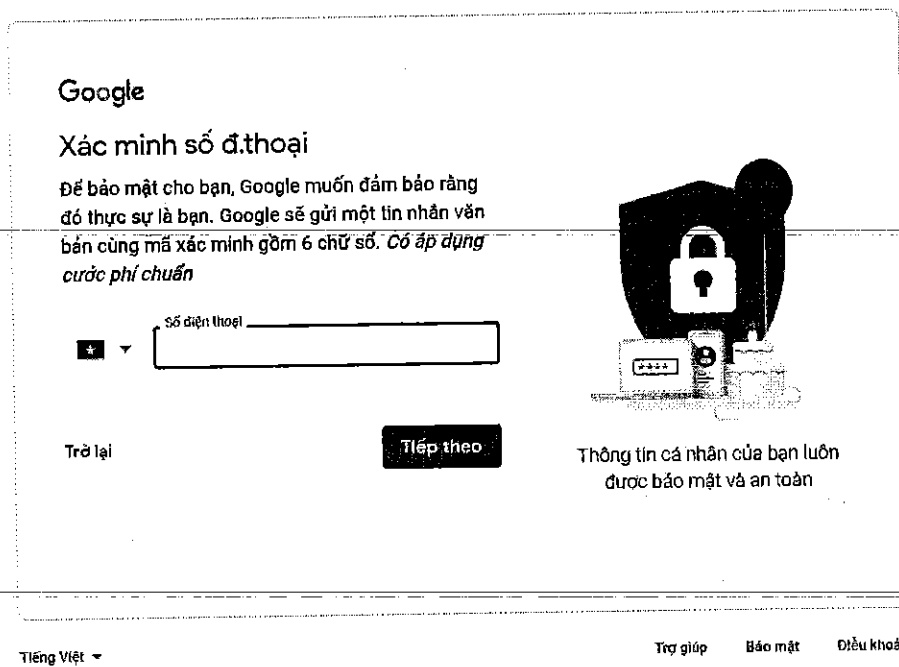 Google
Xác minh số đ.thoại
Để bảo mật cho bạn, Google muốn đảm bảo rằng
đó thực sự là bạn. Google sẽ gửi một tin nhắn văn
bản cùng mã xác minh gồm 6 chữ số. Có áp dụng
cước phí chuẩn
Số điện thoại
****
Trở lại
Tiếp theo
Thông tin cá nhân của bạn luôn
được bảo mật và an toàn
Tiếng Việt
Trợ giúp Bảo mật Điều khoả